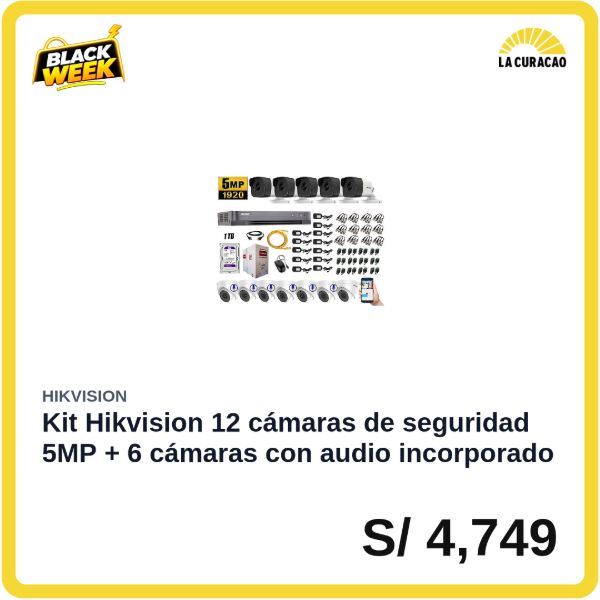 BLACK
WEEK
LA CURACAO
5MP
1920
1TB
HIKVISION
Kit Hikvision 12 cámaras de seguridad
5MP + 6 cámaras con audio incorporado
S/ 4,749